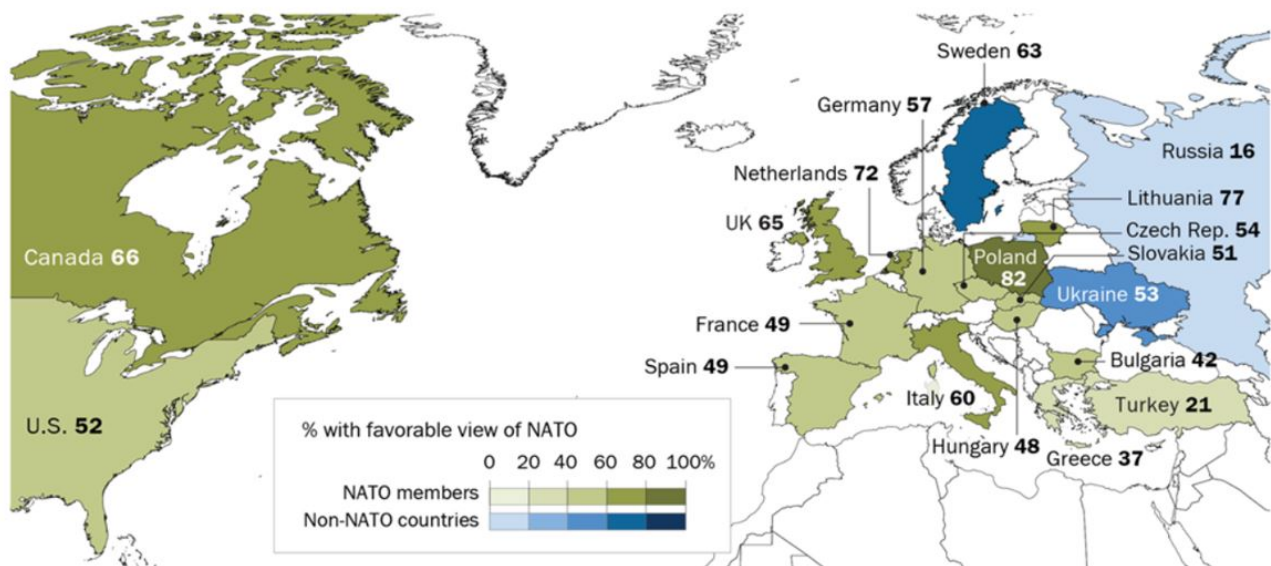 Sweden 63
Germany 57
Russia 16
Netherlands 72
Lithuania 77
UK 65
Czech Rep. 54
Slovakia 51
Canada 66
Poland
82
Ukraine 53
France 49
Bulgaria 42
Spain 49
Italy 60
Turkey 21
U.S. 52
Hungary 48
Greece 37
% with favorable view of NATO
0 20 40 60 80 100%
NATO members
Non-NATO countries